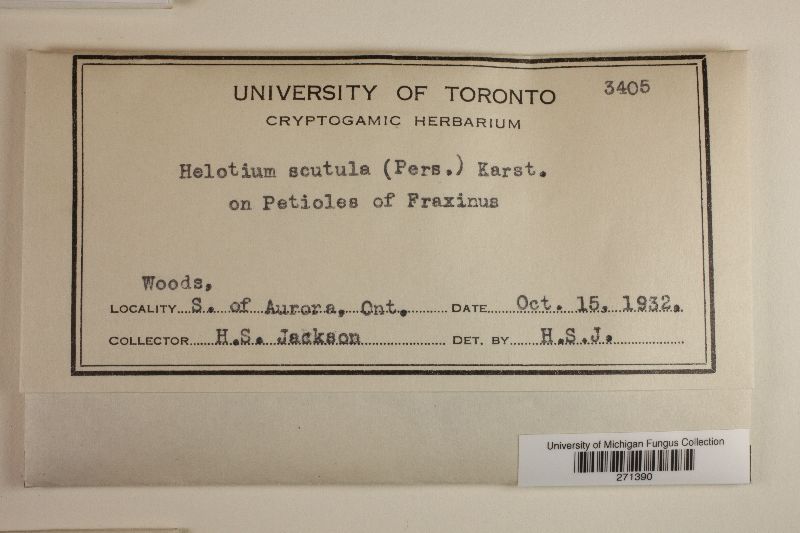 UNIVERSITY OF TORONTO 3405
CRYPTOGAMIC HERBARIUM
Helotium scutula (Pers.) Karst.
on Petioles of Fraxinus
Woods,
LOCALITY S. of Aurora, Ont. DATE Oct. 15, 1932.
COLLECTOR H.S. Jackson DET. BY H.S.J.
University of Michigan Fungus Collection
271390